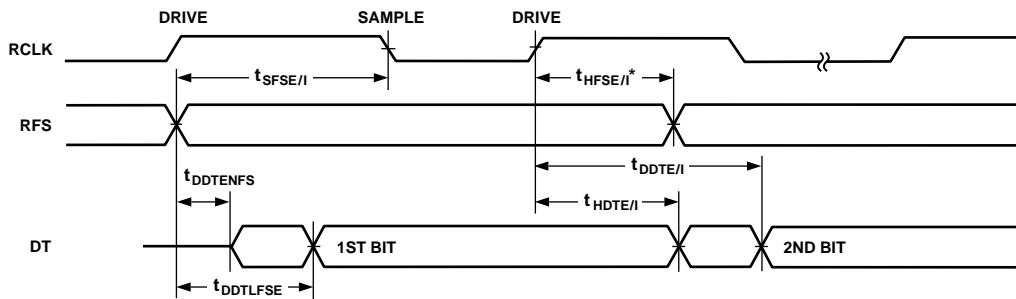 DRIVE SAMPLE DRIVE
RCLK
tSFSE/I tHFSE/I*
RFS
tDDTE/I
tDDTENFS
tHDTE/I
DT 1ST BIT 2ND BIT
tDDTLFSE